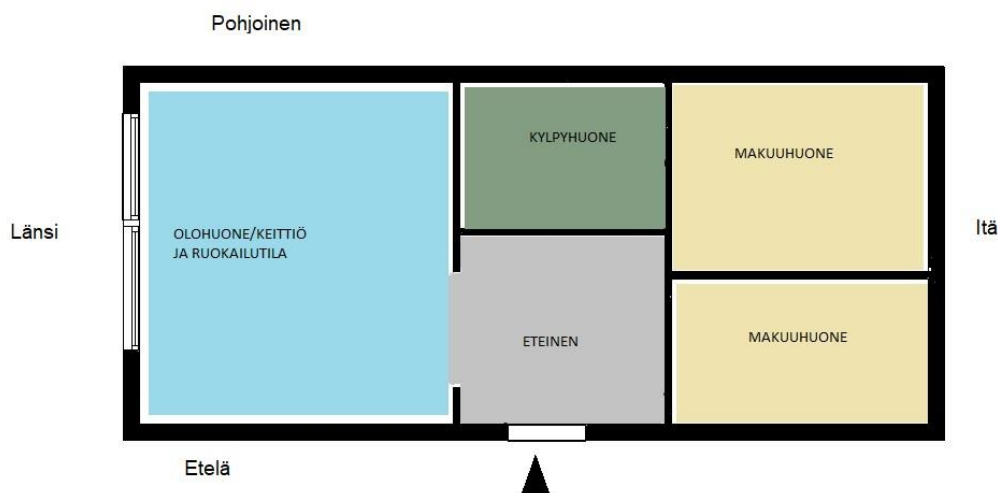 Pohjoinen
KYLPYHUONE
MAKUUHUONE
Länsi
OLOHUONE/KEITTIÖ
JA RUOKAILUTILA
Itä
ETEINEN
MAKUUHUONE
Etelä